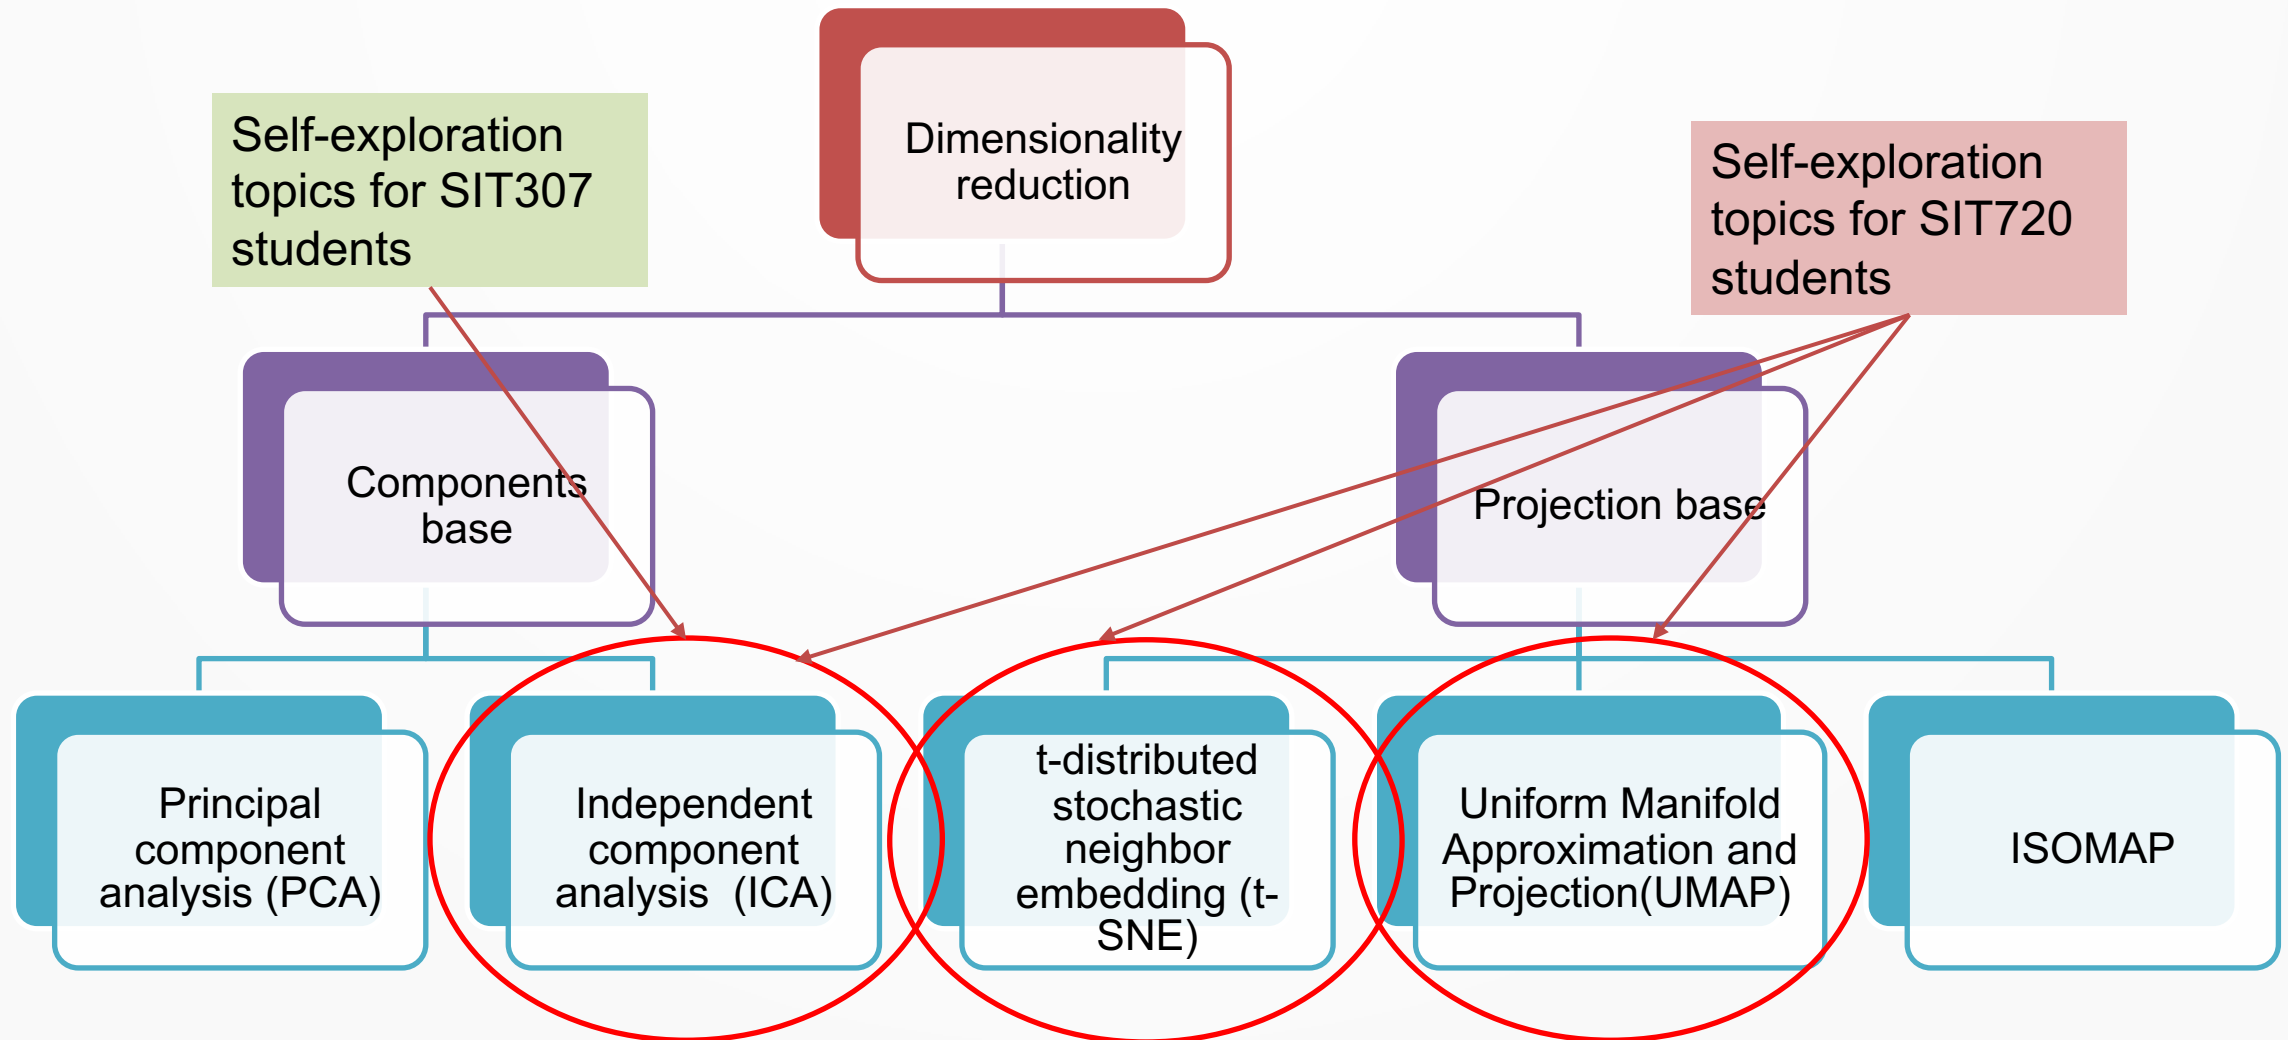 Dimensionality
reduction
Self-exploration
topics for SIT307
students
Self-exploration
topics for SIT720
students
Components
base
Projection base
Principal
component
analysis (PCA)
Independent
component
analysis  (ICA)
t-distributed
stochastic
neighbor
embedding (t-
SNE)
Uniform Manifold
Approximation and
Projection(UMAP)
ISOMAP